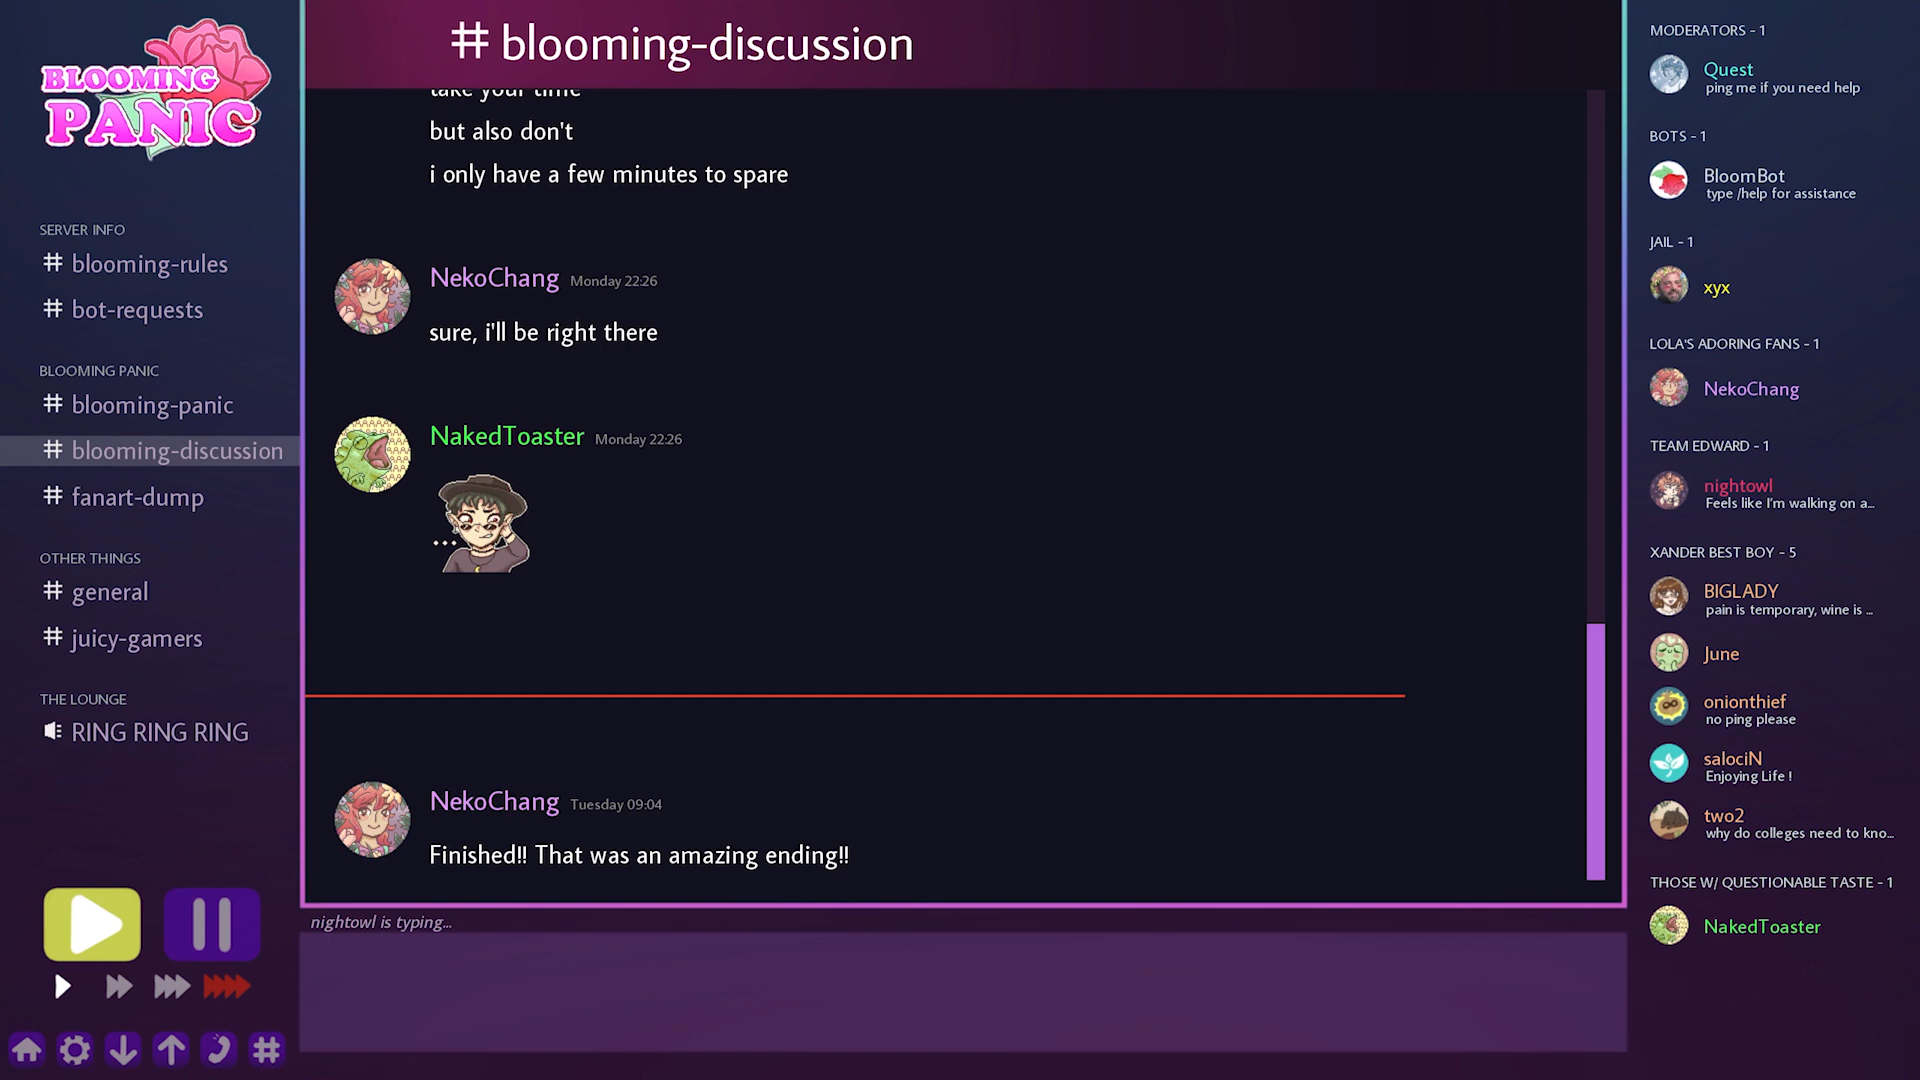 BLOOMING
PANIC
SERVER INFO
# blooming-rules
# bot-requests
BLOOMING PANIC
# blooming-panic
# blooming-discussion
# fanart-dump
OTHER THINGS
# general
# juicy-gamers
THE LOUNGE
RING RING RING
# blooming-discussion
take your time
but also don't
i only have a few minutes to spare
NekoChang Monday 22:26
sure, i'll be right there
NakedToaster Monday 22:26
...
NekoChang Tuesday 09:04
Finished!! That was an amazing ending!!
nightowl is typing...
MODERATORS - 1
Quest
ping me if you need help
BOTS - 1
BloomBot
type /help for assistance
JAIL - 1
xyx
LOLA'S ADORING FANS - 1
NekoChang
TEAM EDWARD - 1
nightowl
Feels like I'm walking on a...
XANDER BEST BOY - 5
BIGLADY
pain is temporary, wine is ...
June
onionthief
no ping please
salociN
Enjoying Life !
two2
why do colleges need to kno...
THOSE W/ QUESTIONABLE TASTE - 1
NakedToaster